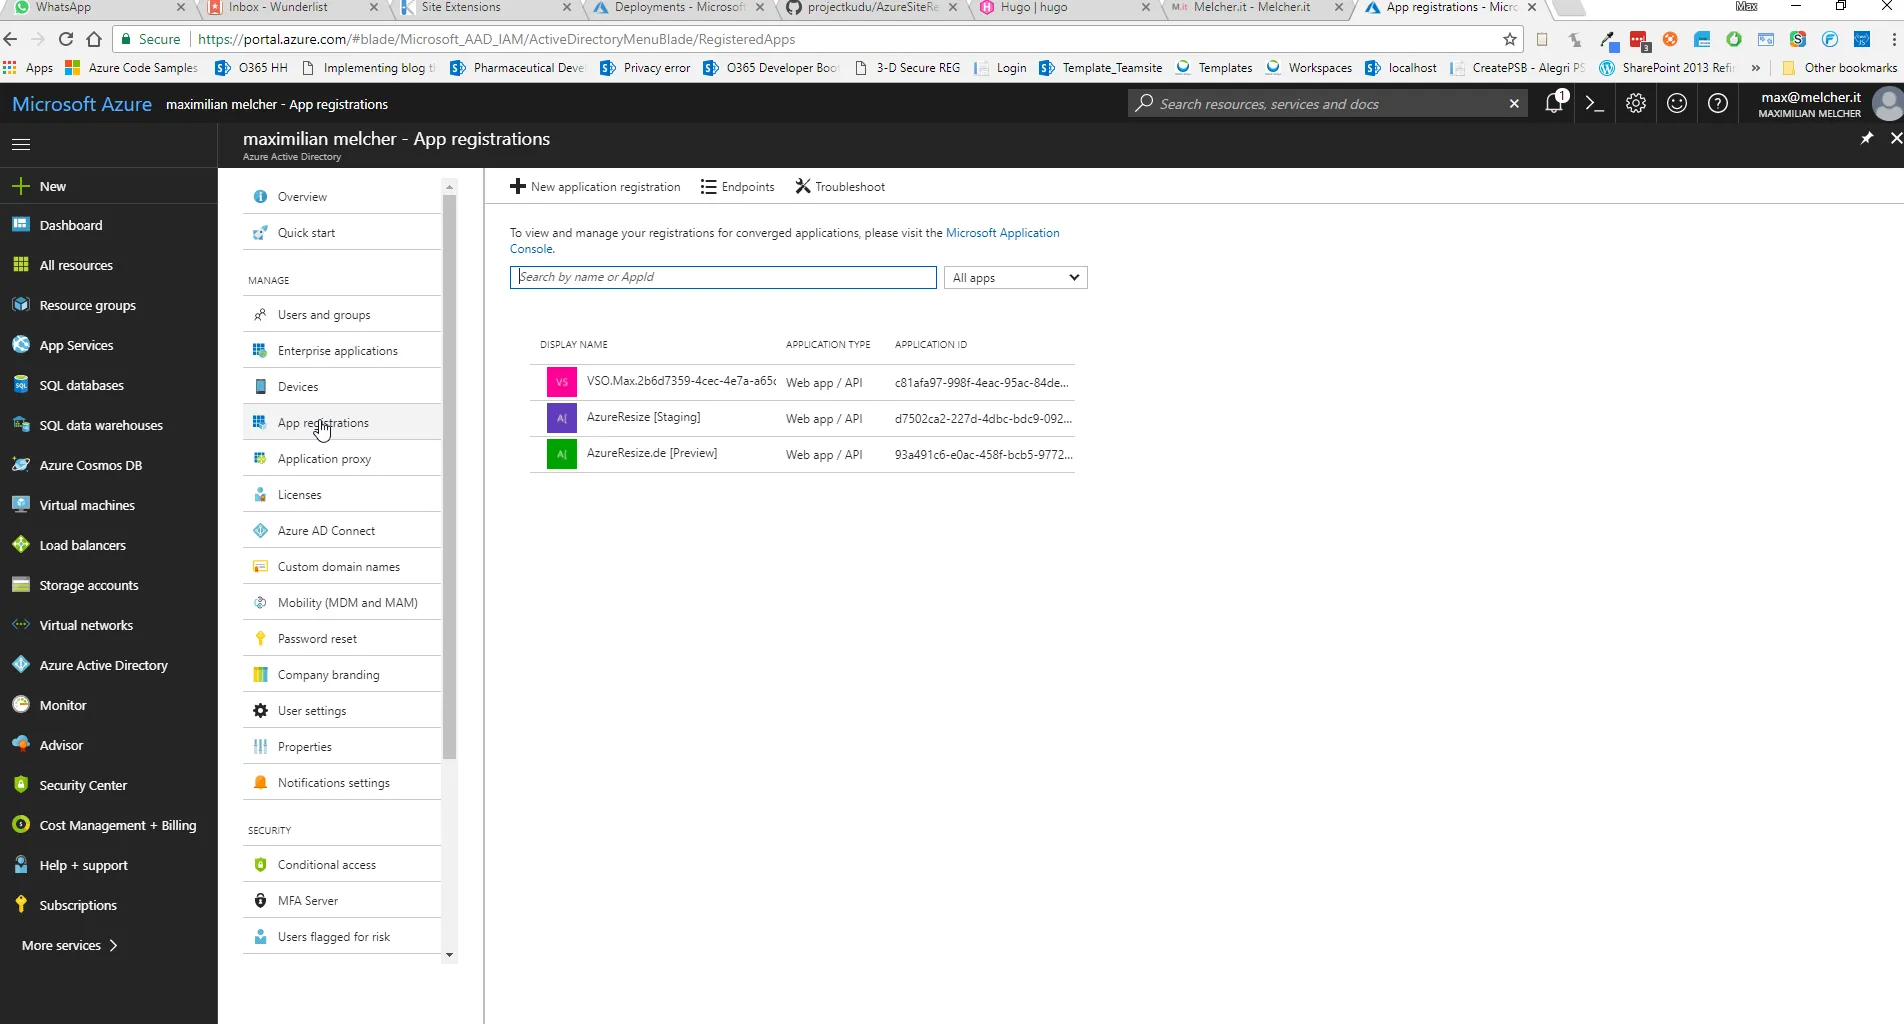 WhatsApp
Inbox - Wunderlist
Site Extensions
Deployments - Microsoft
projectkudu/AzureSiteRe
Hugo | hugo
M.it Melcher.it - Melcher.it
App registrations - Micro
Max
Secure
https://portal.azure.com/#blade/Microsoft_AAD_IAM/ActiveDirectoryMenuBlade/RegisteredApps
Apps
Azure Code Samples
O365 HH
Implementing blog t
Pharmaceutical Deve
Privacy error
O365 Developer Boo
3-D Secure REG
Login
Template_Teamsite
Templates
Workspaces
localhost
CreatePSB - Alegri PS
SharePoint 2013 Refi
»
Other bookmarks
Microsoft Azure
maximilian melcher - App registrations
Search resources, services and docs
1
max@melcher.it
MAXIMILIAN MELCHER
maximilian melcher - App registrations
Azure Active Directory
New
Dashboard
All resources
Resource groups
App Services
SQL databases
SQL data warehouses
Azure Cosmos DB
Virtual machines
Load balancers
Storage accounts
Virtual networks
Azure Active Directory
Monitor
Advisor
Security Center
Cost Management + Billing
Help + support
Subscriptions
More services
Overview
Quick start
MANAGE
Users and groups
Enterprise applications
Devices
App registrations
Application proxy
Licenses
Azure AD Connect
Custom domain names
Mobility (MDM and MAM)
Password reset
Company branding
User settings
Properties
Notifications settings
SECURITY
Conditional access
MFA Server
Users flagged for risk
New application registration
Endpoints
Troubleshoot
To view and manage your registrations for converged applications, please visit the Microsoft Application
Console.
Search by name or AppId
All apps
DISPLAY NAME
APPLICATION TYPE
APPLICATION ID
VS VSO.Max.2b6d7359-4cec-4e7a-a65c Web app / API c81afa97-998f-4eac-95ac-84de...
A[ AzureResize [Staging] Web app / API d7502ca2-227d-4dbc-bdc9-092...
A[ AzureResize.de [Preview] Web app / API 93a491c6-e0ac-458f-bcb5-9772...